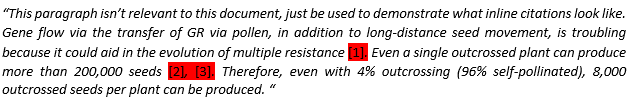 “This paragraph isn’t relevant to this document, just be used to demonstrate what inline citations look like.
Gene flow via the transfer of GR via pollen, in addition to long-distance seed movement, is troubling
because it could aid in the evolution of multiple resistance [1]. Even a single outcrossed plant can produce
more than 200,000 seeds [2], [3]. Therefore, even with 4% outcrossing (96% self-pollinated), 8,000
outcrossed seeds per plant can be produced. “